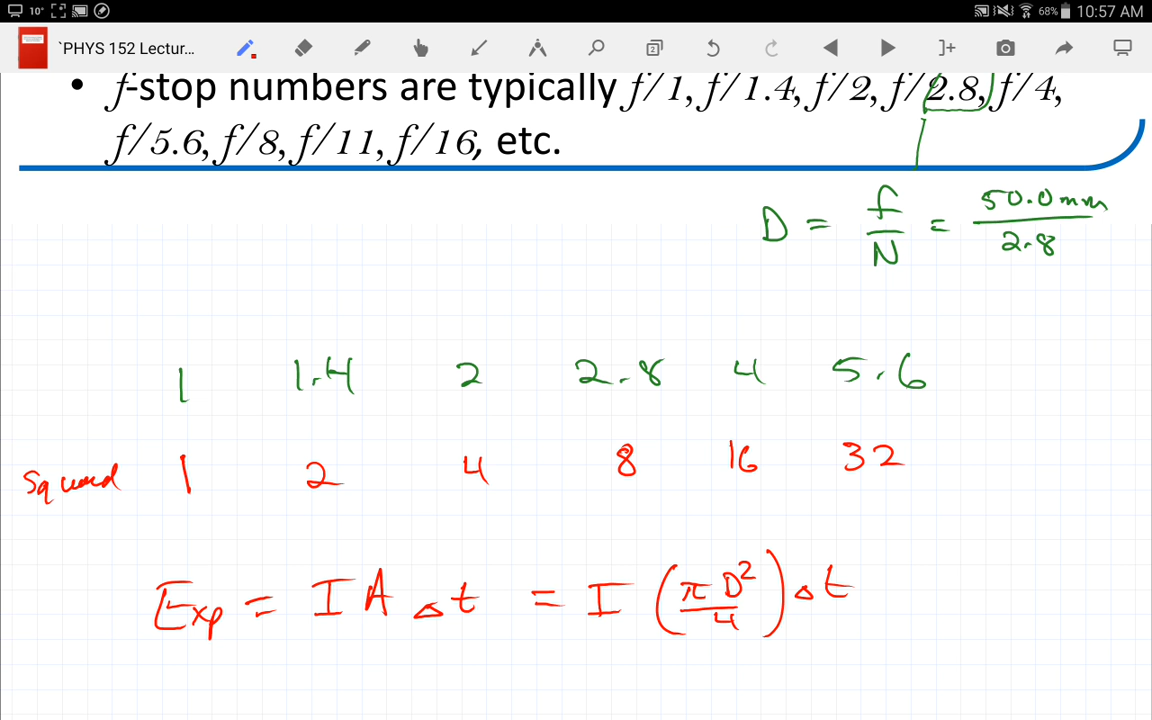 10°
68%
10:57 AM
`PHYS 152 Lectur...
2
]+
• f-stop numbers are typically f/1, f/1.4, f/2, f/2.8, f/4,
f/5.6, f/8, f/11, f/16, etc.
D = f/N = 50.0mm/2.8
1 1.4 2 2.8 4 5.6
Squared 1 2 4 8 16 32
Exp = I A Δt = I (πD²/4) Δt